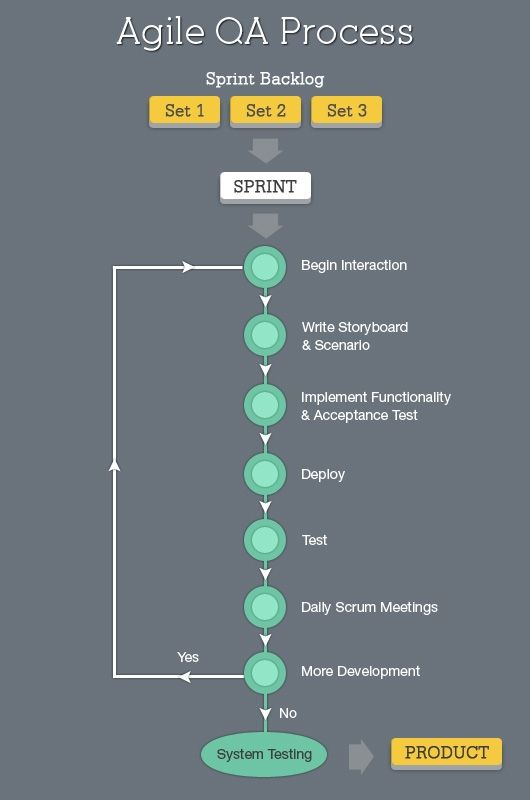 Agile QA Process
Sprint Backlog
Set 1 Set 2 Set 3
SPRINT
Begin Interaction
Write Storyboard
& Scenario
Implement Functionality
& Acceptance Test
Deploy
Test
Daily Scrum Meetings
Yes
More Development
No
System Testing
PRODUCT